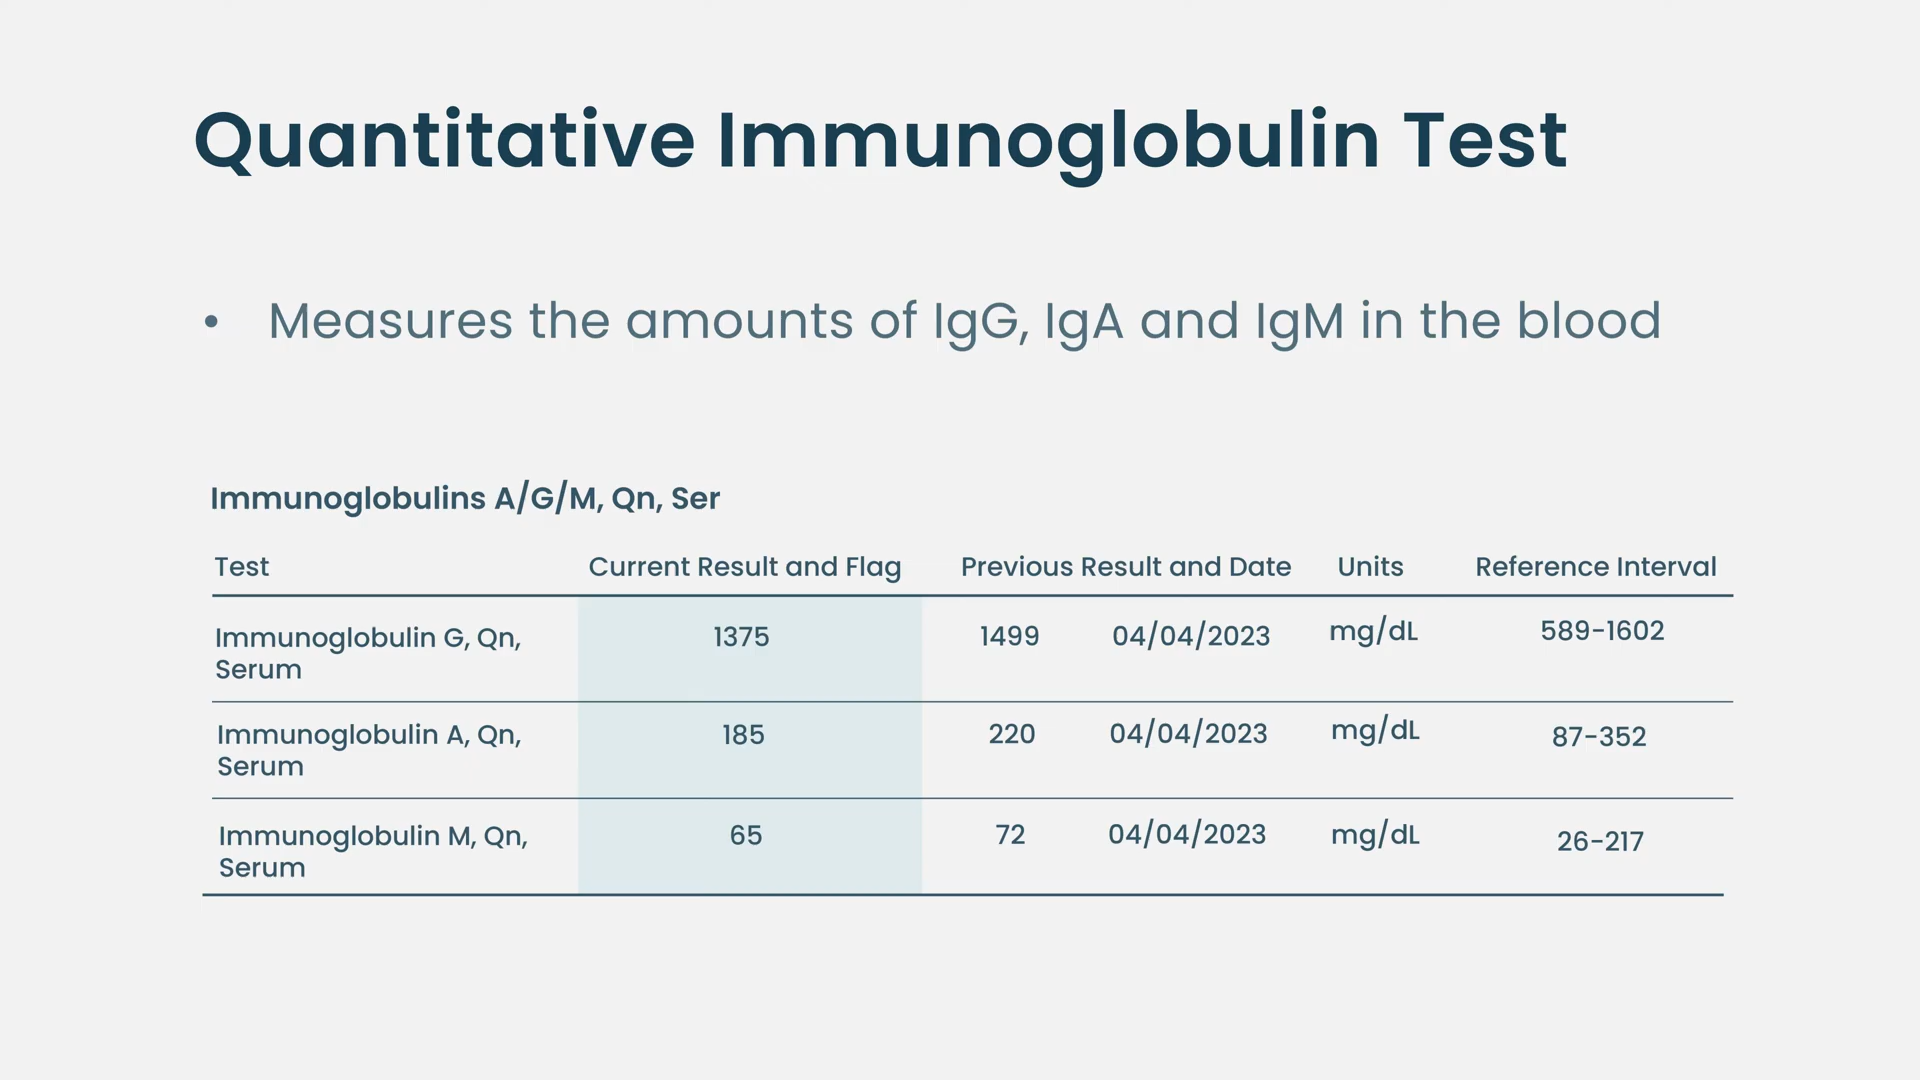 Quantitative Immunoglobulin Test
• Measures the amounts of IgG, IgA and IgM in the blood
Immunoglobulins A/G/M, Qn, Ser
Test Current Result and Flag Previous Result and Date Units Reference Interval
Immunoglobulin G, Qn, 1375 1499 04/04/2023 mg/dL 589-1602
Serum
Immunoglobulin A, Qn, 185 220 04/04/2023 mg/dL 87-352
Serum
Immunoglobulin M, Qn, 65 72 04/04/2023 mg/dL 26-217
Serum